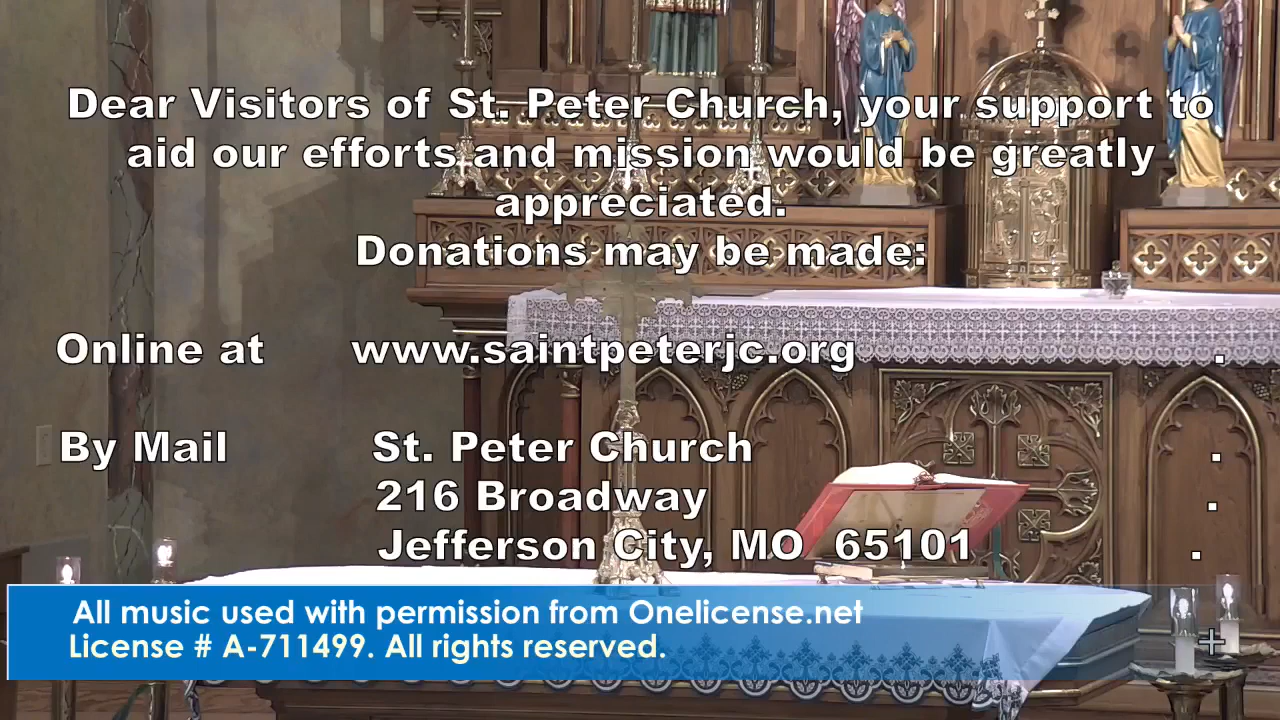 Dear Visitors of St. Peter Church, your support to
aid our efforts and mission would be greatly
appreciated.
Donations may be made:
Online at www.saintpeterjc.org .
By Mail St. Peter Church .
216 Broadway .
Jefferson City, MO 65101 .
All music used with permission from Onelicense.net
License # A-711499. All rights reserved.